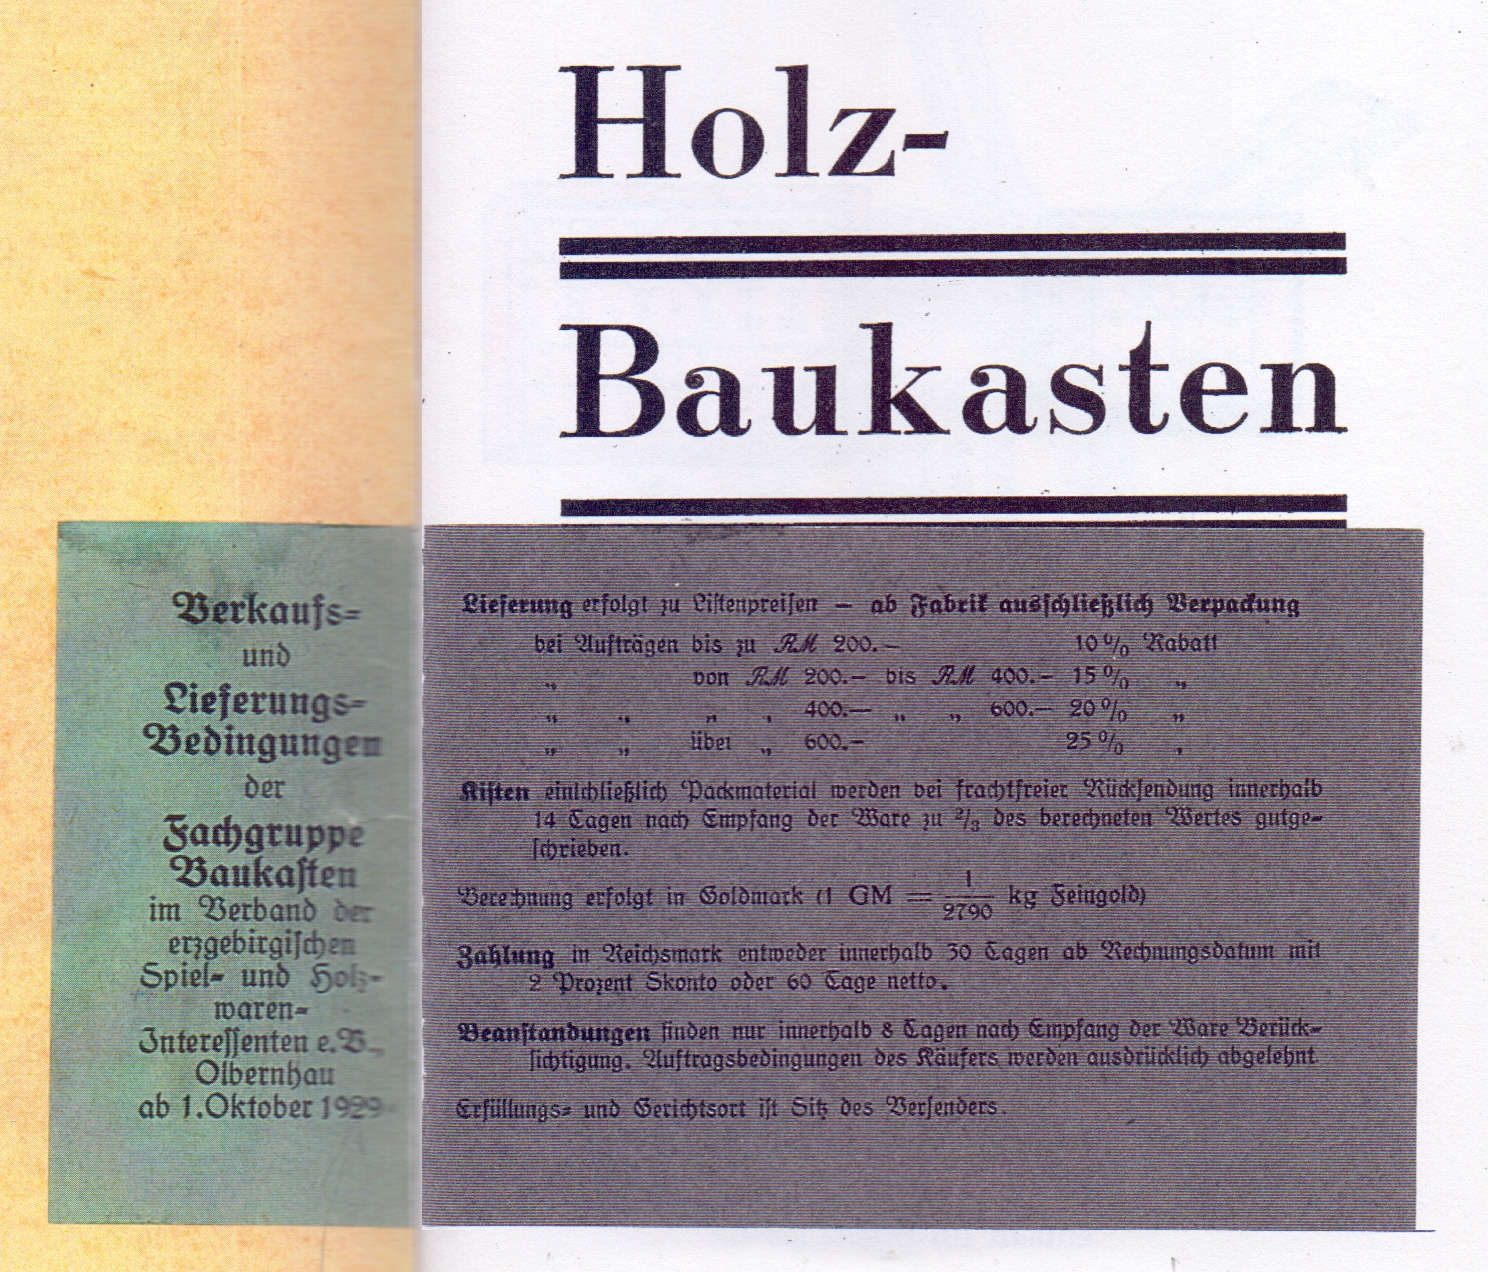 Holz-
Baukasten
Verkaufs-
und
Lieferungs-
Bedingungen
der
Fachgruppe
Baukasten
im Verband der
erzgebirgischen
Spiel- und Holz-
waren-
Interessenten e. V.,
Olbernhau
ab 1. Oktober 1929
Lieferung erfolgt zu Listenpreisen — ab Fabrik ausschließlich Verpackung
bei Aufträgen bis zu RM 200.— 10 % Rabatt
„ von RM 200.— bis RM 400.— 15 % „
„ „ „ „ 400.— „ „ 600.— 20 % „
„ „ über „ 600.— 25 % „
Kisten einschließlich Packmaterial werden bei frachtfreier Rücksendung innerhalb
14 Tagen nach Empfang der Ware zu 2/3 des berechneten Wertes gutge-
schrieben.
Berechnung erfolgt in Goldmark (1 GM = 1/2790 kg Feingold)
Zahlung in Reichsmark entweder innerhalb 30 Tagen ab Rechnungsdatum mit
2 Prozent Skonto oder 60 Tage netto.
Beanstandungen finden nur innerhalb 8 Tagen nach Empfang der Ware Berück-
sichtigung. Auftragsbedingungen des Käufers werden ausdrücklich abgelehnt.
Erfüllungs- und Gerichtsort ist Sitz des Versenders.